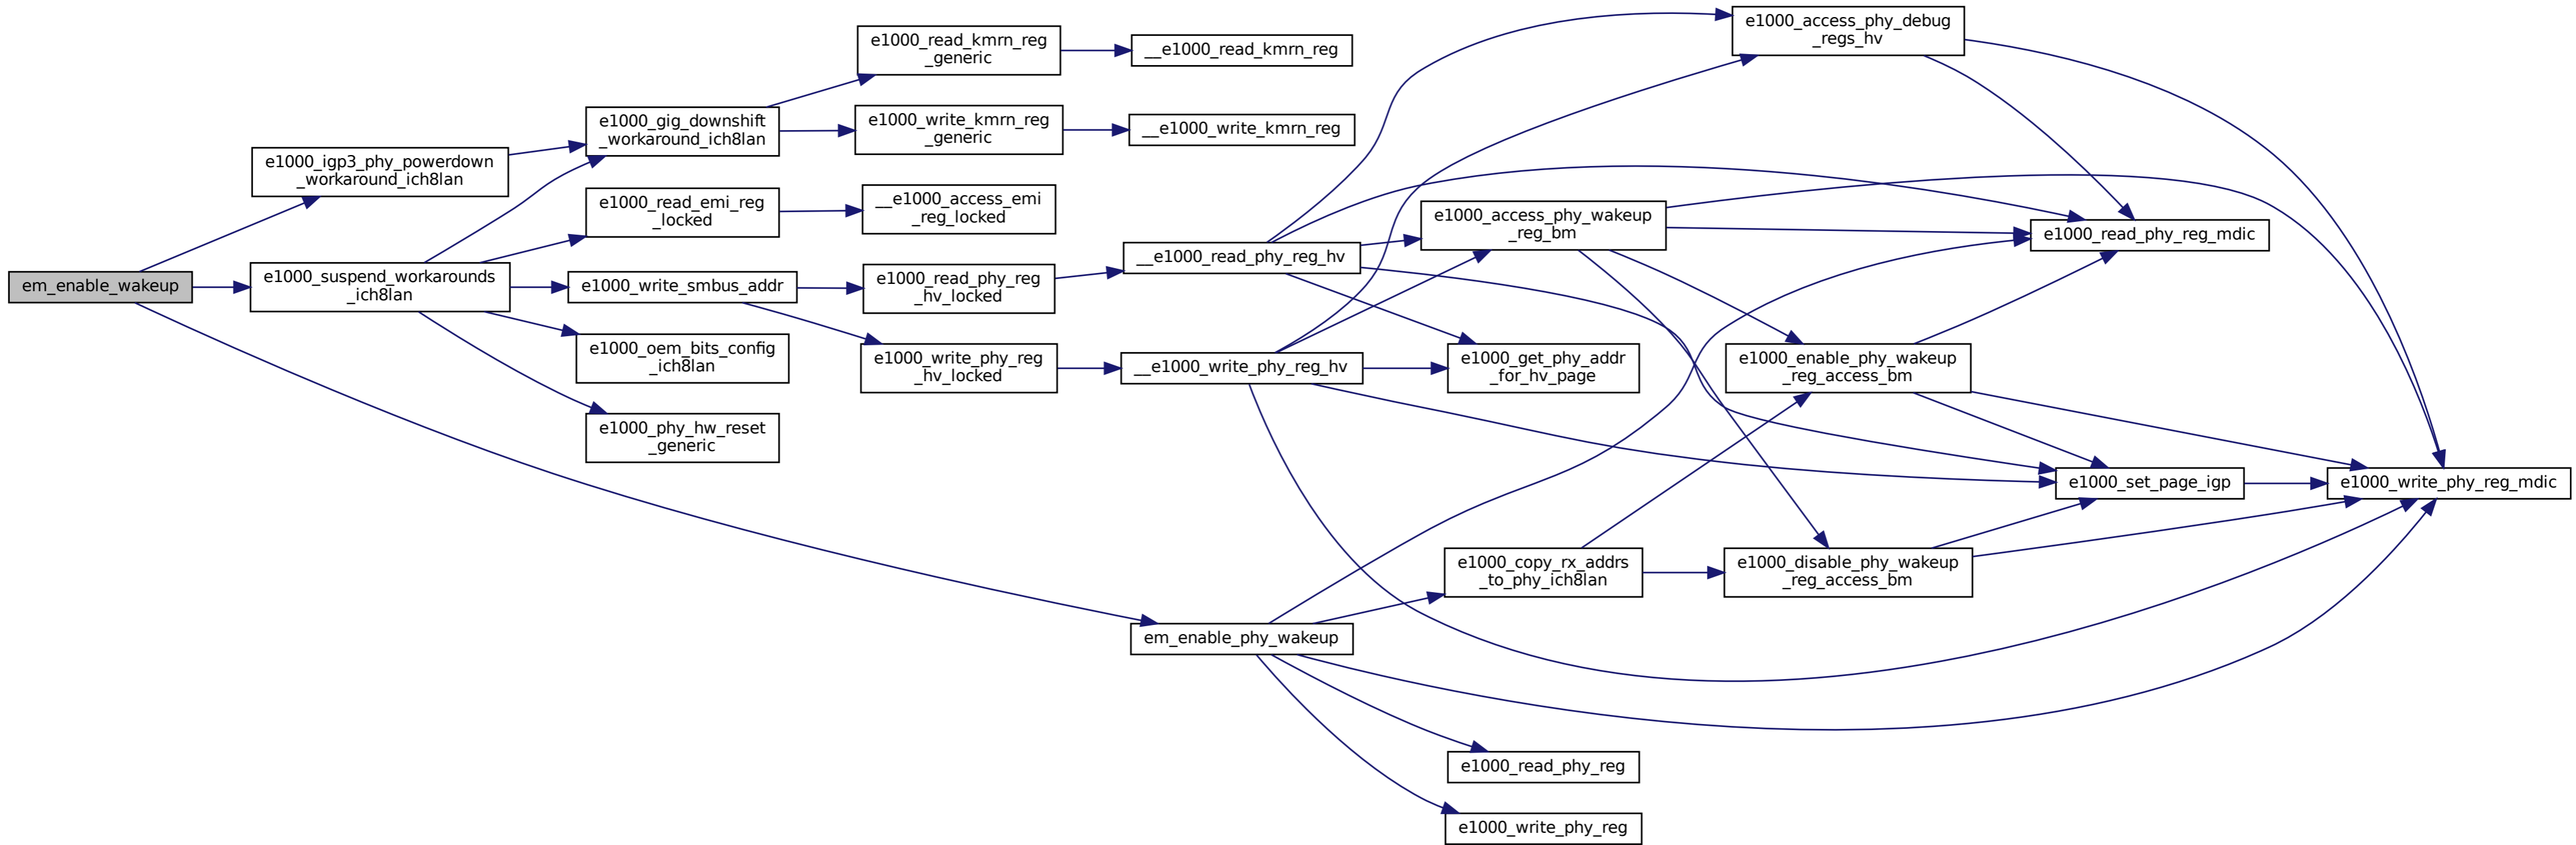 em_enable_wakeup
e1000_igp3_phy_powerdown
_workaround_ich8lan
e1000_suspend_workarounds
_ich8lan
e1000_gig_downshift
_workaround_ich8lan
e1000_read_emi_reg
_locked
e1000_write_smbus_addr
e1000_oem_bits_config
_ich8lan
e1000_phy_hw_reset
_generic
e1000_read_kmrn_reg
_generic
e1000_write_kmrn_reg
_generic
__e1000_access_emi
_reg_locked
e1000_read_phy_reg
_hv_locked
e1000_write_phy_reg
_hv_locked
__e1000_read_kmrn_reg
__e1000_write_kmrn_reg
__e1000_read_phy_reg_hv
__e1000_write_phy_reg_hv
em_enable_phy_wakeup
e1000_access_phy_wakeup
_reg_bm
e1000_get_phy_addr
_for_hv_page
e1000_copy_rx_addrs
_to_phy_ich8lan
e1000_read_phy_reg
e1000_write_phy_reg
e1000_access_phy_debug
_regs_hv
e1000_enable_phy_wakeup
_reg_access_bm
e1000_disable_phy_wakeup
_reg_access_bm
e1000_read_phy_reg_mdic
e1000_set_page_igp
e1000_write_phy_reg_mdic